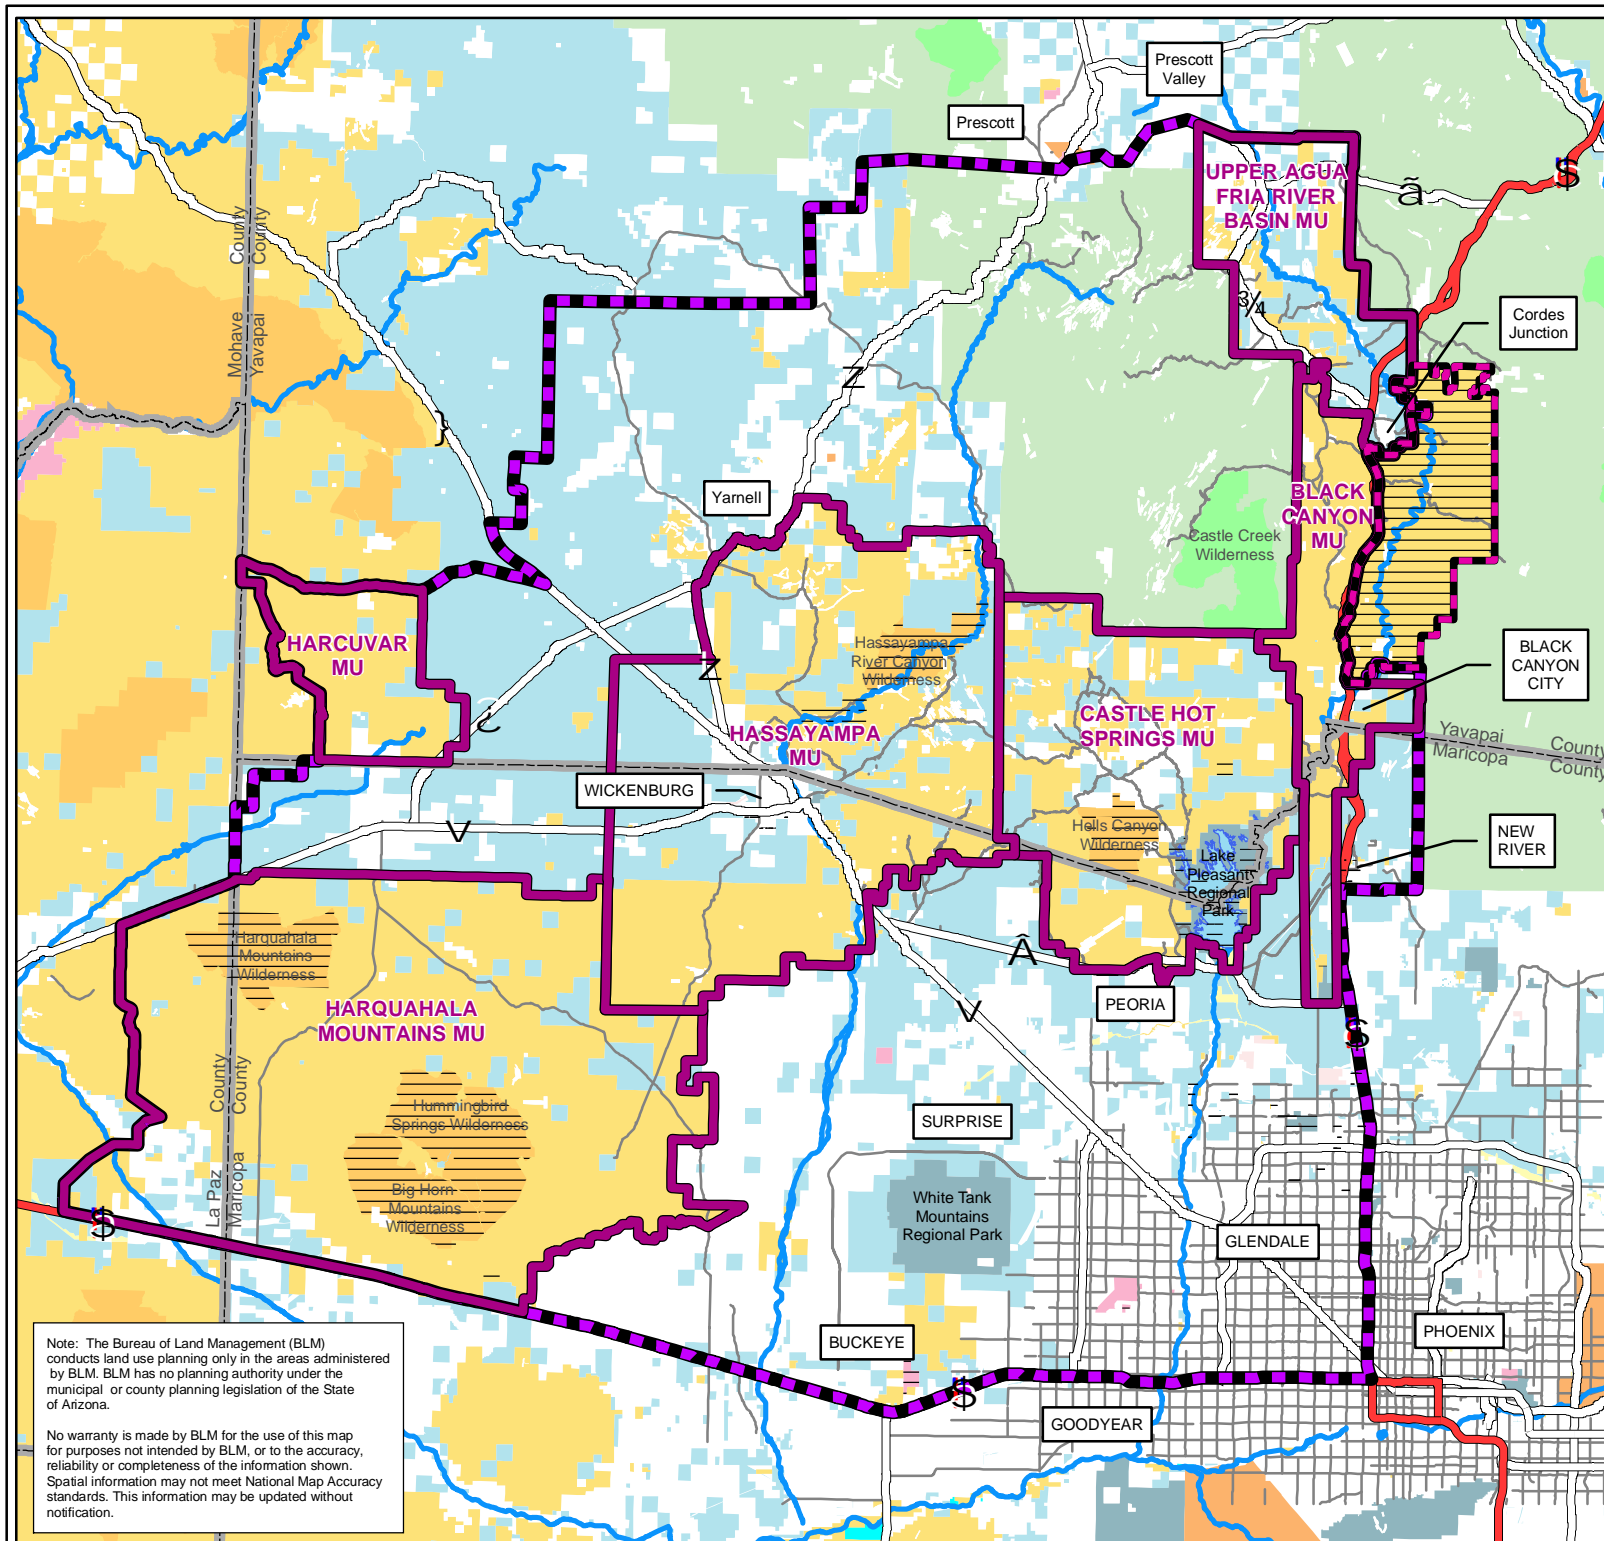 Prescott
Valley
Prescott
UPPER AGUA
FRIA RIVER
BASIN MU
ã
$
County
County
Mohave
Yavapai
¾
Cordes
Junction
Z
}
Yarnell
BLACK
CANYON
MU
Castle Creek
Wilderness
HARCUVAR
MU
Hassayampa
River Canyon
Wilderness
Z
BLACK
CANYON
CITY
CASTLE HOT
SPRINGS MU
HASSAYAMPA
MU
Yavapai
Maricopa
County
County
WICKENBURG
V
Hells Canyon
Wilderness
NEW
RIVER
Lake
Pleasant
Regional
Park
Harquahala
Mountains
Wilderness
Â
HARQUAHALA
MOUNTAINS MU
PEORIA
V
$
County
County
La Paz
Maricopa
Hummingbird
Springs Wilderness
SURPRISE
Big Horn
Mountains
Wilderness
White Tank
Mountains
Regional Park
$
GLENDALE
BUCKEYE
PHOENIX
$
GOODYEAR
Note: The Bureau of Land Management (BLM)
conducts land use planning only in the areas administered
by BLM. BLM has no planning authority under the
municipal or county planning legislation of the State
of Arizona.
No warranty is made by BLM for the use of this map
for purposes not intended by BLM, or to the accuracy,
reliability or completeness of the information shown.
Spatial information may not meet National Map Accuracy
standards. This information may be updated without
notification.